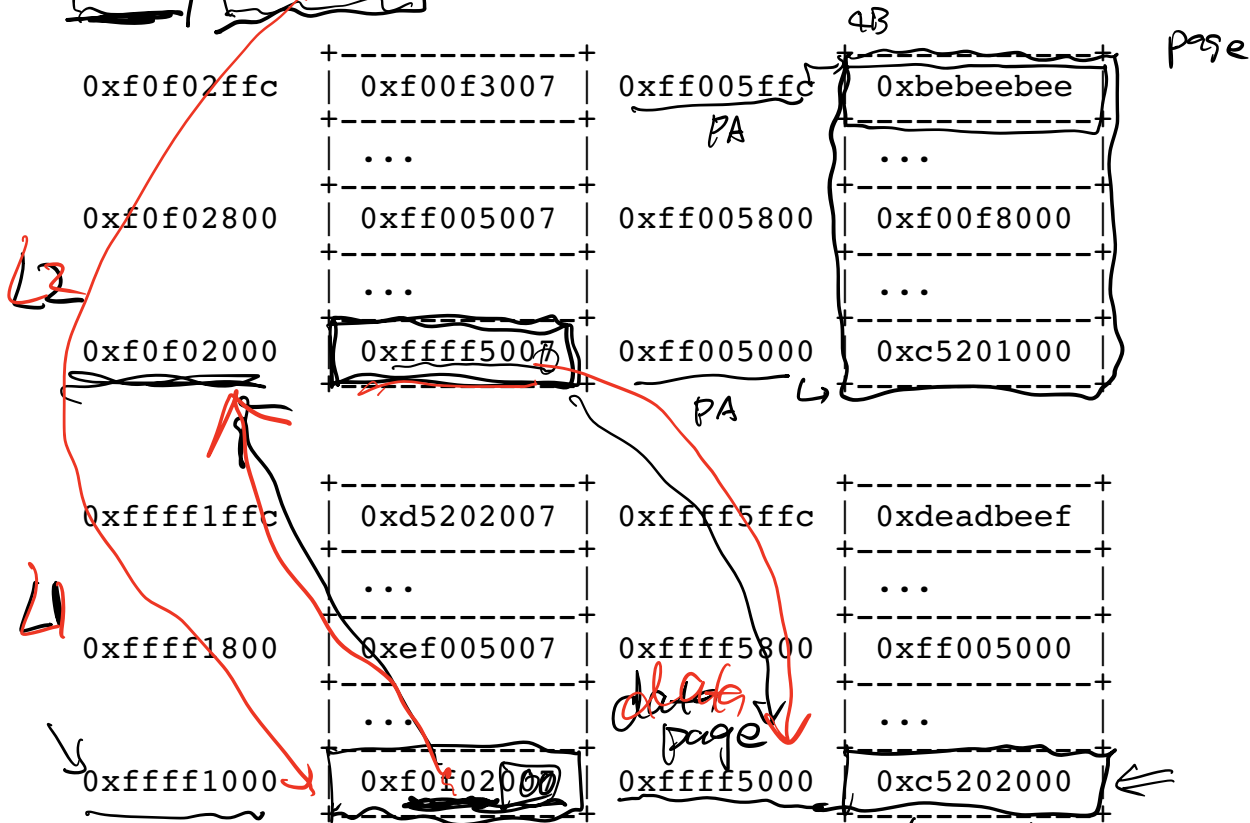 4B
page
0xf0f02ffc 0xf00f3007 0xff005ffc 0xbebeebee
PA
... ...
0xf0f02800 0xff005007 0xff005800 0xf00f8000
L2
... ...
0xf0f02000 0xffff5007 0xff005000 0xc5201000
PA
0xffff1ffc 0xd5202007 0xffff5ffc 0xdeadbeef
... ...
L1
0xffff1800 0xef005007 0xffff5800 0xff005000
data
... ...
page
0xffff1000 0xf0f02000 0xffff5000 0xc5202000